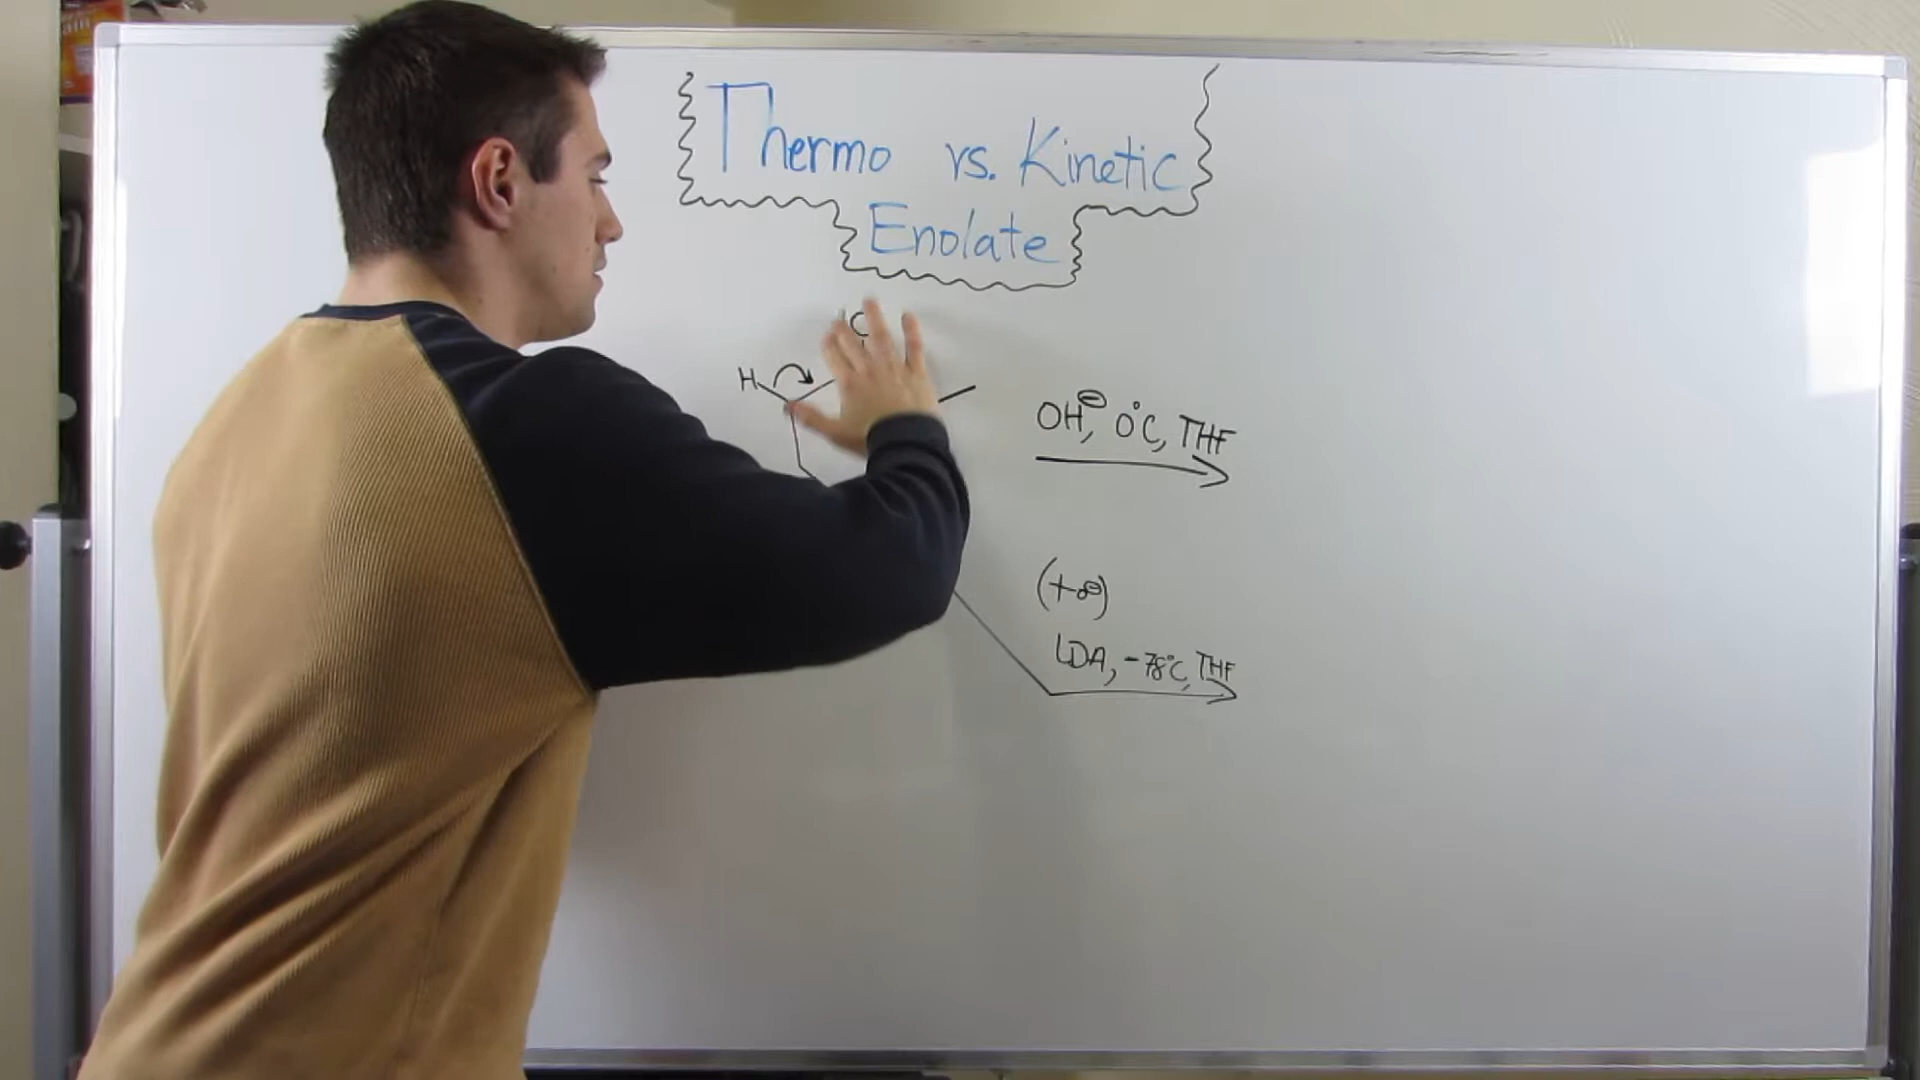 Thermo vs. Kinetic
Enolate
H
OH⊖, 0°C, THF
LDA, -78°C, THF